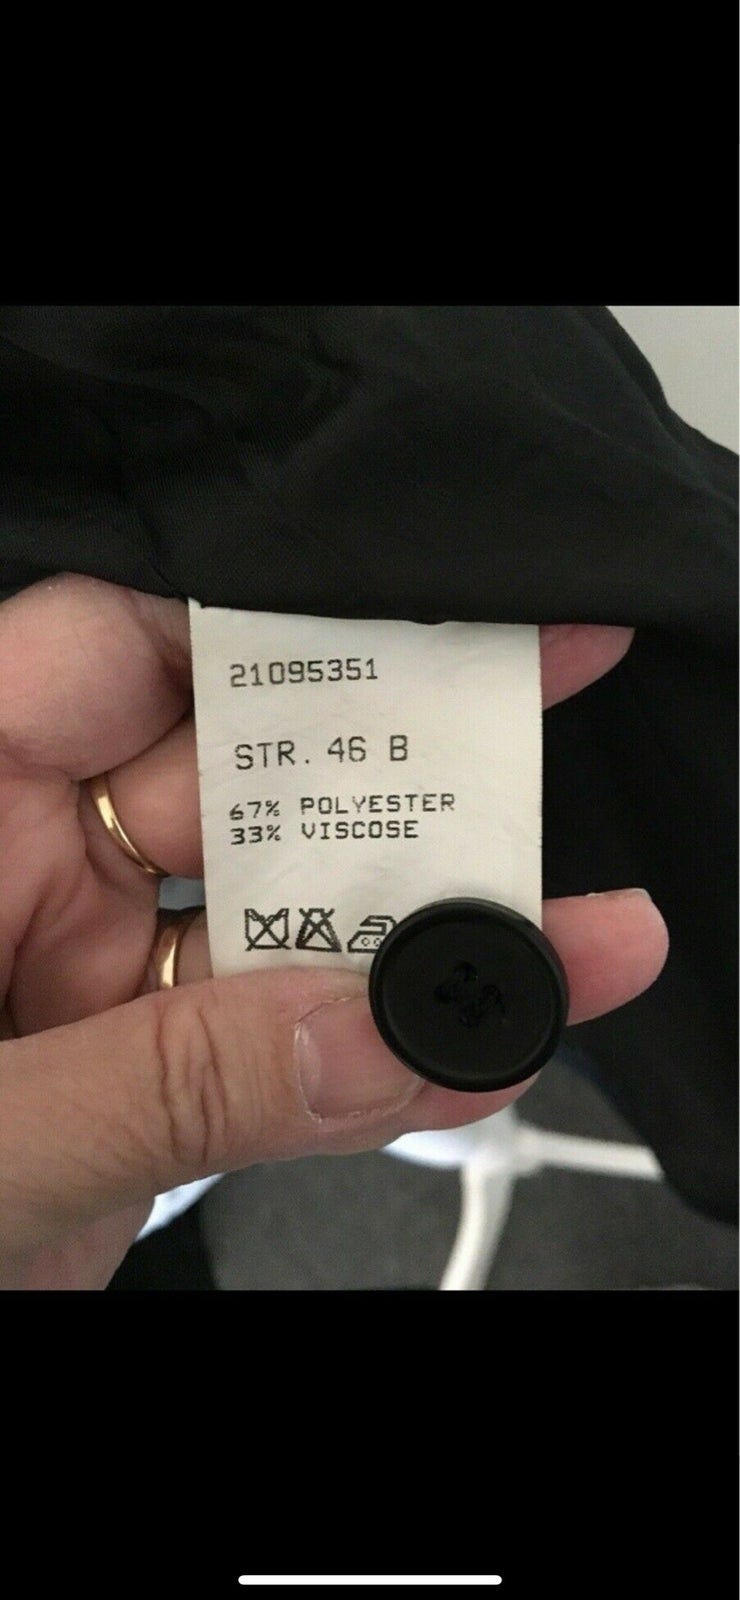 21095351
STR. 46 B
67% POLYESTER
33% VISCOSE